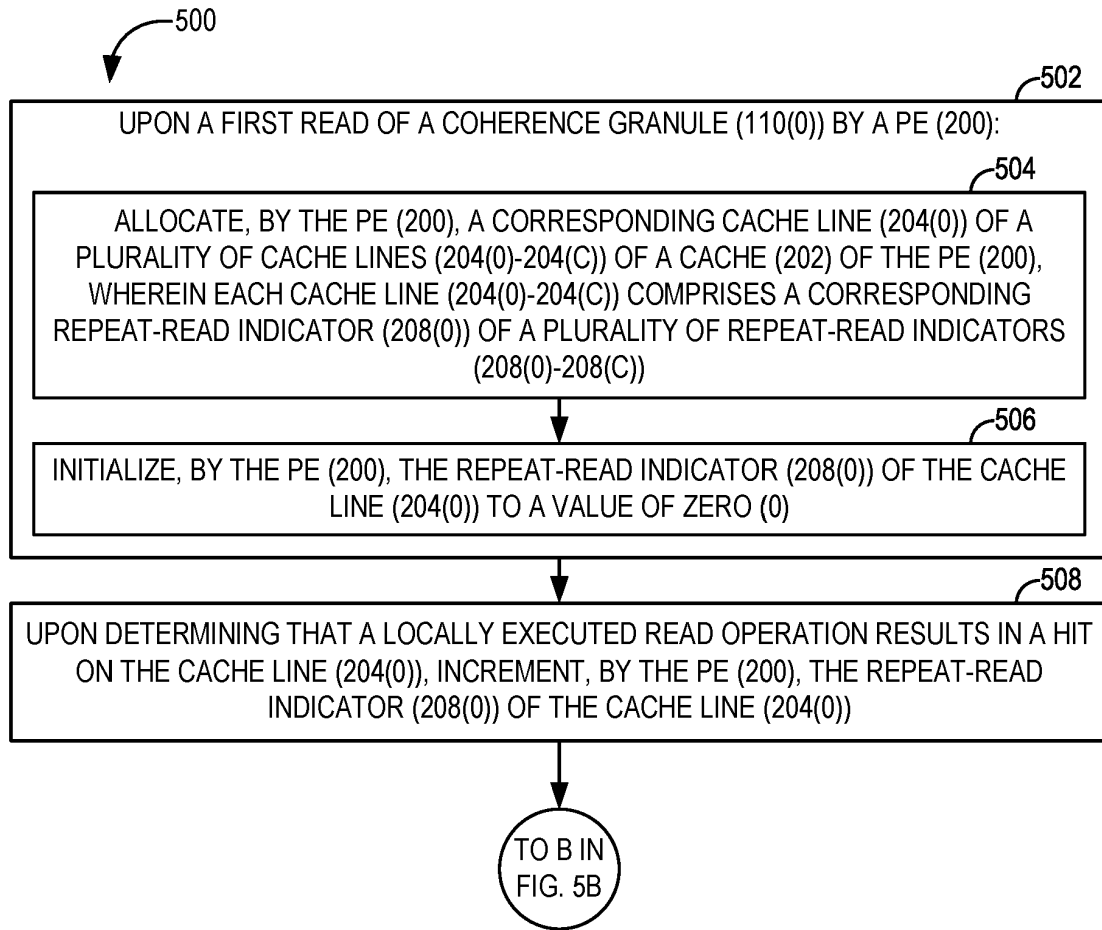 500
502
UPON A FIRST READ OF A COHERENCE GRANULE (110(0)) BY A PE (200):
504
ALLOCATE, BY THE PE (200), A CORRESPONDING CACHE LINE (204(0)) OF A
PLURALITY OF CACHE LINES (204(0)-204(C)) OF A CACHE (202) OF THE PE (200),
WHEREIN EACH CACHE LINE (204(0)-204(C)) COMPRISES A CORRESPONDING
REPEAT-READ INDICATOR (208(0)) OF A PLURALITY OF REPEAT-READ INDICATORS
(208(0)-208(C))
506
INITIALIZE, BY THE PE (200), THE REPEAT-READ INDICATOR (208(0)) OF THE CACHE
LINE (204(0)) TO A VALUE OF ZERO (0)
508
UPON DETERMINING THAT A LOCALLY EXECUTED READ OPERATION RESULTS IN A HIT
ON THE CACHE LINE (204(0)), INCREMENT, BY THE PE (200), THE REPEAT-READ
INDICATOR (208(0)) OF THE CACHE LINE (204(0))
TO B IN
FIG. 5B